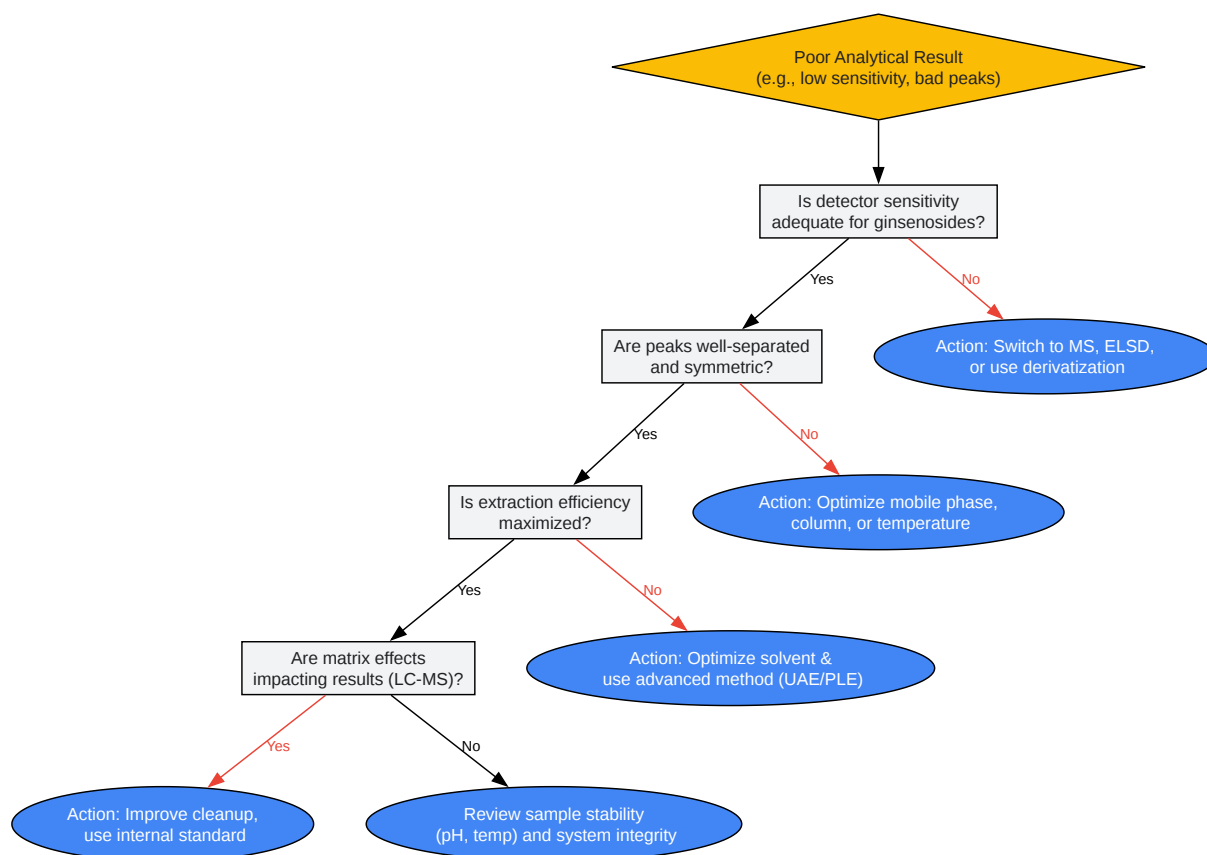 Poor Analytical Result
(e.g., low sensitivity, bad peaks)
Is detector sensitivity
adequate for ginsenosides?
Yes
No
Are peaks well-separated
and symmetric?
Action: Switch to MS, ELSD,
or use derivatization
Yes
No
Is extraction efficiency
maximized?
Action: Optimize mobile phase,
column, or temperature
Yes
No
Are matrix effects
impacting results (LC-MS)?
Action: Optimize solvent &
use advanced method (UAE/PLE)
Yes
No
Action: Improve cleanup,
use internal standard
Review sample stability
(pH, temp) and system integrity